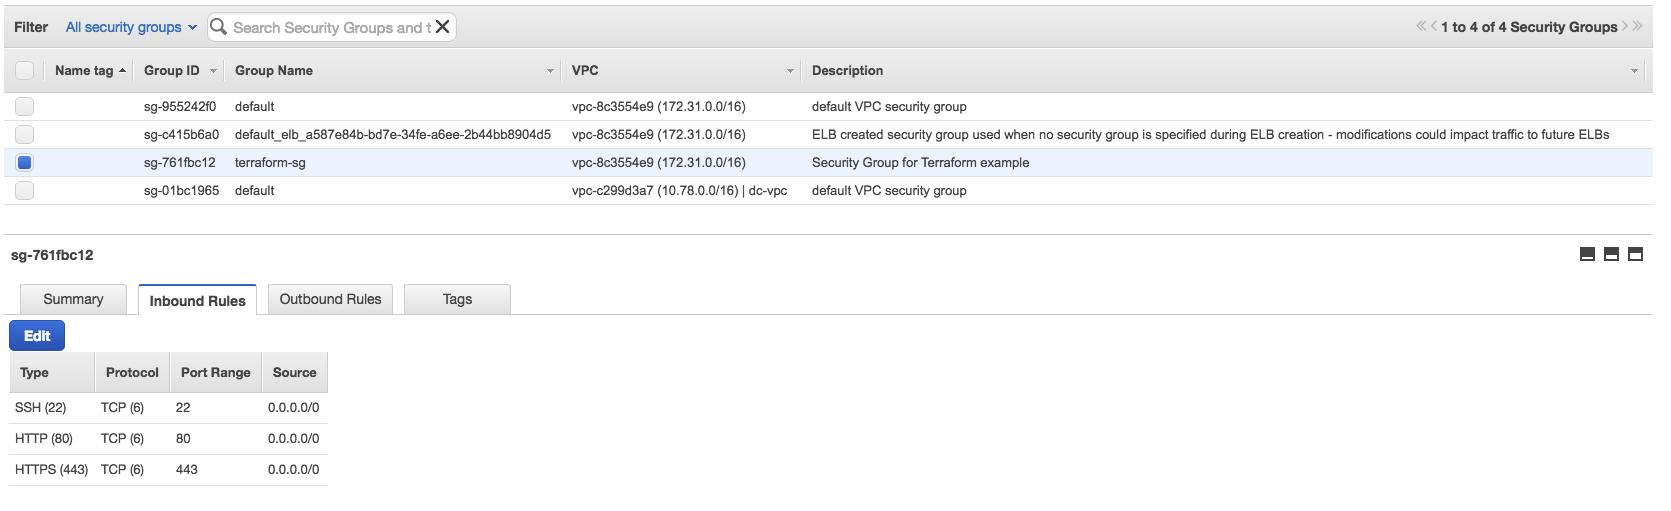 Filter All security groups Search Security Groups and t 1 to 4 of 4 Security Groups
Name tag Group ID Group Name VPC Description
sg-955242f0 default vpc-8c3554e9 (172.31.0.0/16) default VPC security group
sg-c415b6a0 default_elb_a587e84b-bd7e-34fe-a6ee-2b44bb8904d5 vpc-8c3554e9 (172.31.0.0/16) ELB created security group used when no security group is specified during ELB creation - modifications could impact traffic to future ELBs
sg-761fbc12 terraform-sg vpc-8c3554e9 (172.31.0.0/16) Security Group for Terraform example
sg-01bc1965 default vpc-c299d3a7 (10.78.0.0/16) | dc-vpc default VPC security group
sg-761fbc12
Summary Inbound Rules Outbound Rules Tags
Edit
Type Protocol Port Range Source
SSH (22) TCP (6) 22 0.0.0.0/0
HTTP (80) TCP (6) 80 0.0.0.0/0
HTTPS (443) TCP (6) 443 0.0.0.0/0